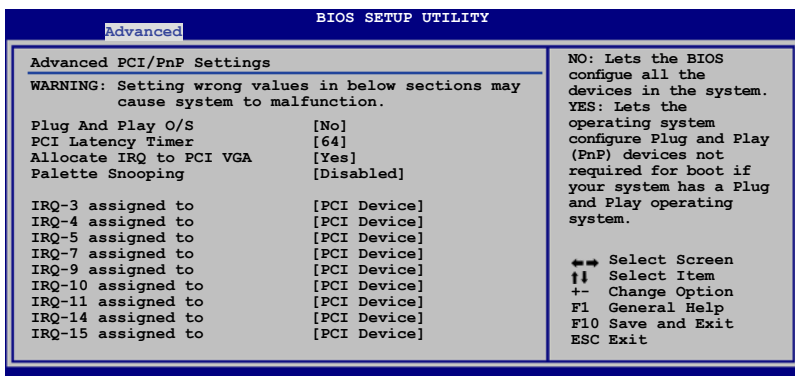 BIOS SETUP UTILITY
Advanced
Advanced PCI/PnP Settings
WARNING: Setting wrong values in below sections may
cause system to malfunction.
Plug And Play O/S [No]
PCI Latency Timer [64]
Allocate IRQ to PCI VGA [Yes]
Palette Snooping [Disabled]
IRQ-3 assigned to [PCI Device]
IRQ-4 assigned to [PCI Device]
IRQ-5 assigned to [PCI Device]
IRQ-7 assigned to [PCI Device]
IRQ-9 assigned to [PCI Device]
IRQ-10 assigned to [PCI Device]
IRQ-11 assigned to [PCI Device]
IRQ-14 assigned to [PCI Device]
IRQ-15 assigned to [PCI Device]
NO: Lets the BIOS
configue all the
devices in the system.
YES: Lets the
operating system
configure Plug and Play
(PnP) devices not
required for boot if
your system has a Plug
and Play operating
system.
←→ Select Screen
↑↓ Select Item
+- Change Option
F1 General Help
F10 Save and Exit
ESC Exit